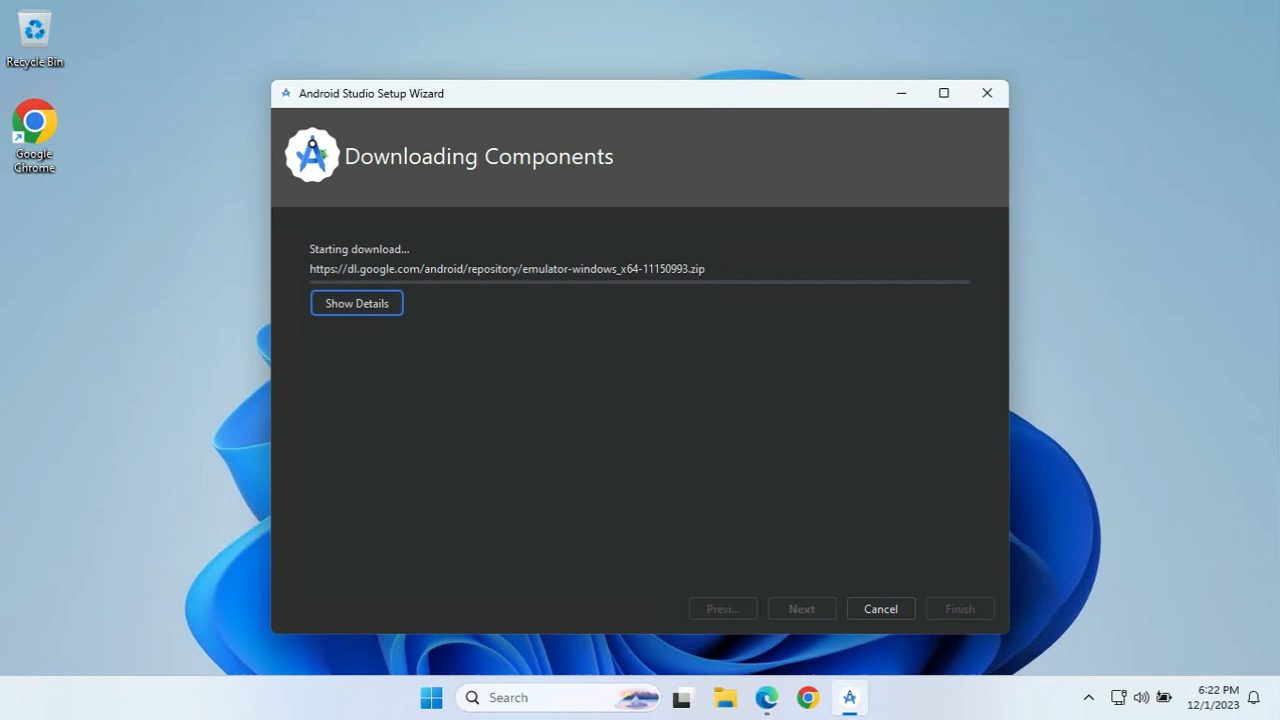 Recycle Bin
Google
Chrome
Android Studio Setup Wizard
Downloading Components
Starting download...
https://dl.google.com/android/repository/emulator-windows_x64-11150993.zip
Show Details
Previ...
Next
Cancel
Finish
Search
6:22 PM
12/1/2023